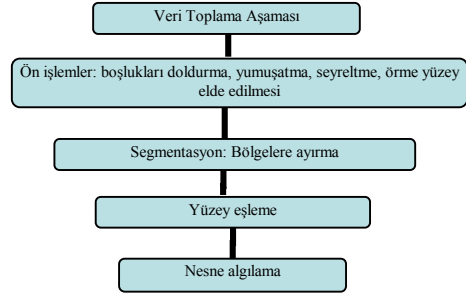 Veri Toplama Aşaması
Ön işlemler: boşlukları doldurma, yumuşatma, seyreltme, örme yüzey
elde edilmesi
Segmentasyon: Bölgelere ayırma
Yüzey eşleme
Nesne algılama